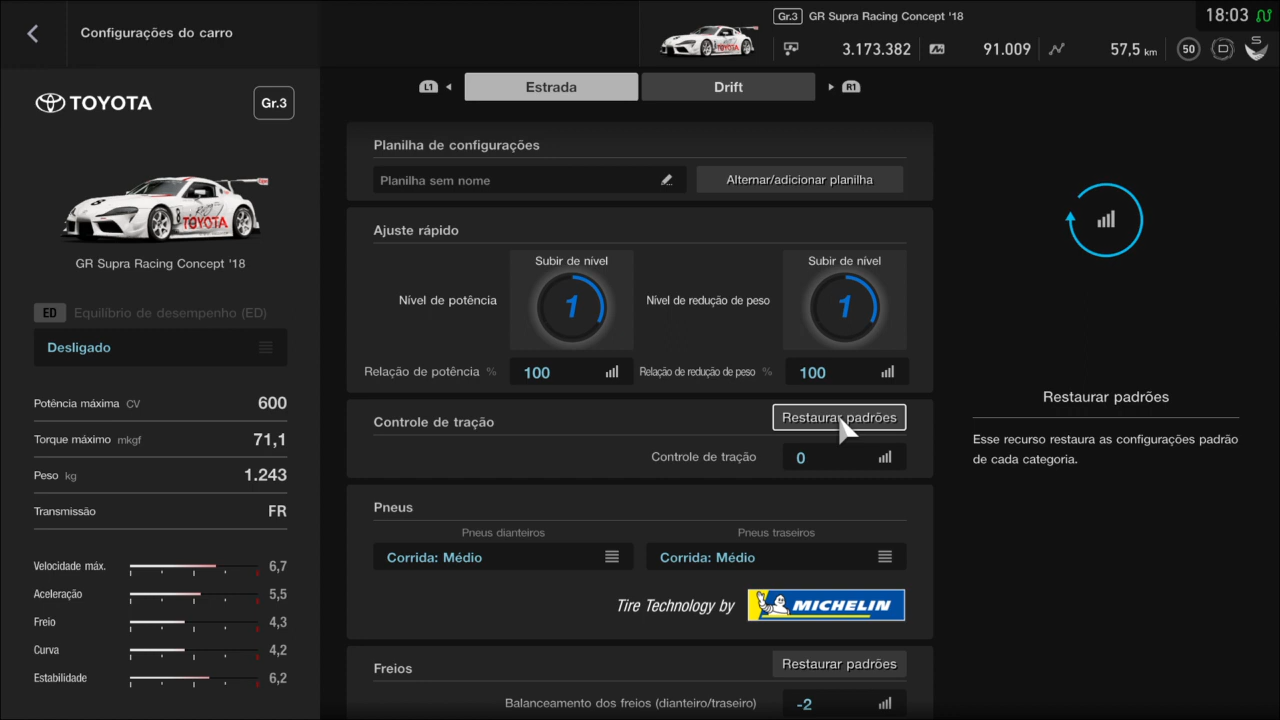 Configurações do carro
Gr.3 GR Supra Racing Concept '18
18:03
3.173.382 91.009 57,5 km 50 S
TOYOTA Gr.3
L1 Estrada Drift R1
Planilha de configurações
Planilha sem nome Alternar/adicionar planilha
TOYOTA
GR Supra Racing Concept '18
Ajuste rápido
Subir de nível Subir de nível
Nível de potência 1 Nível de redução de peso 1
Relação de potência % 100 Relação de redução de peso % 100
ED Equilíbrio de desempenho (ED)
Desligado
Potência máxima CV 600
Torque máximo mkgf 71,1
Peso kg 1.243
Transmissão FR
Velocidade máx. 6,7
Aceleração 5,5
Freio 4,3
Curva 4,2
Estabilidade 6,2
Controle de tração Restaurar padrões
Controle de tração 0
Pneus
Pneus dianteiros Pneus traseiros
Corrida: Médio Corrida: Médio
Tire Technology by MICHELIN
Freios Restaurar padrões
Balanceamento dos freios (dianteiro/traseiro) -2
Restaurar padrões
Esse recurso restaura as configurações padrão
de cada categoria.